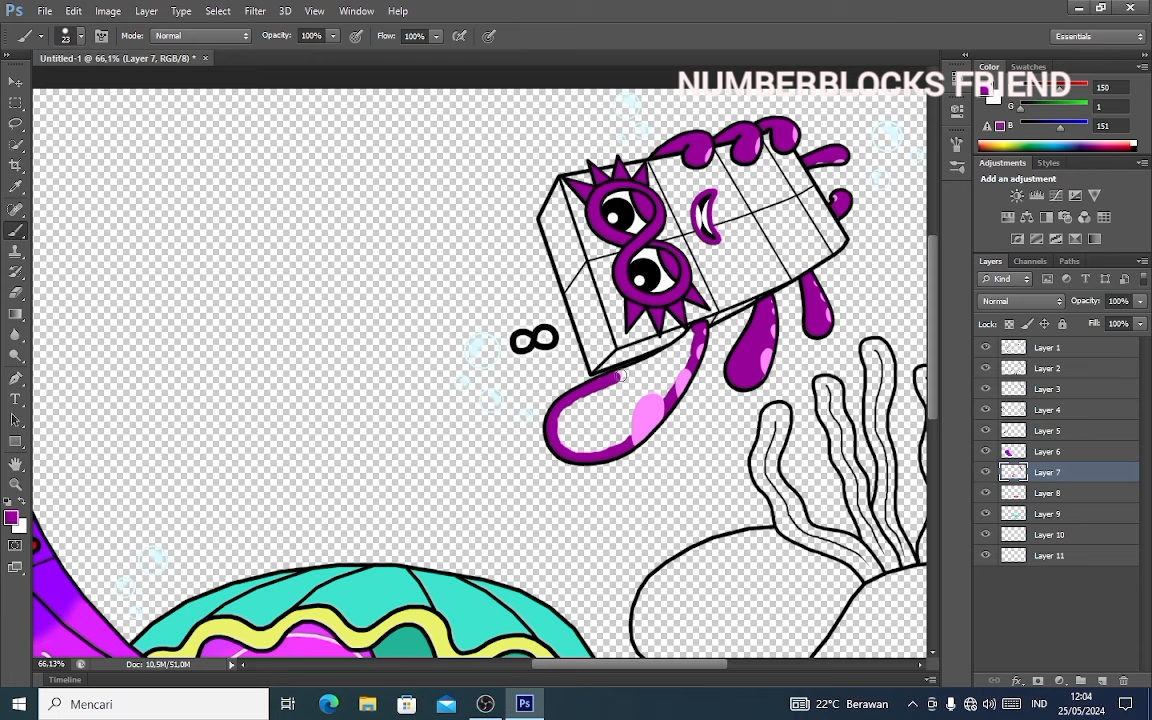 Ps File Edit Image Layer Type Select Filter 3D View Window Help
23 Mode: Normal Opacity: 100% Flow: 100% Essentials
Untitled-1 @ 66,1% (Layer 7, RGB/8) * ×
NUMBERBLOCKS FRIEND
Color Swatches
150
G 1
B 151
Adjustments Styles
Add an adjustment
Layers Channels Paths
Kind
Normal Opacity: 100%
Lock: Fill: 100%
Layer 1
Layer 2
Layer 3
Layer 4
Layer 5
Layer 6
Layer 7
Layer 8
Layer 9
Layer 10
Layer 11
8
66.13% Doc: 10,5M/51,0M
Timeline
Mencari Ps 22°C Berawan IND 12:04
25/05/2024